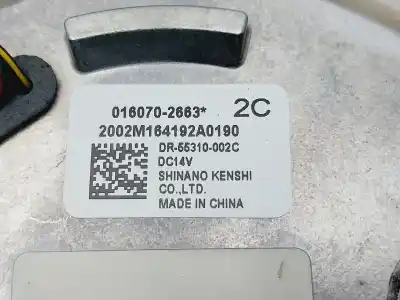 016070-2663* 2C
2002M164192A0190
DR-55310-002C
DC14V
SHINANO KENSHI
CO.,LTD.
MADE IN CHINA